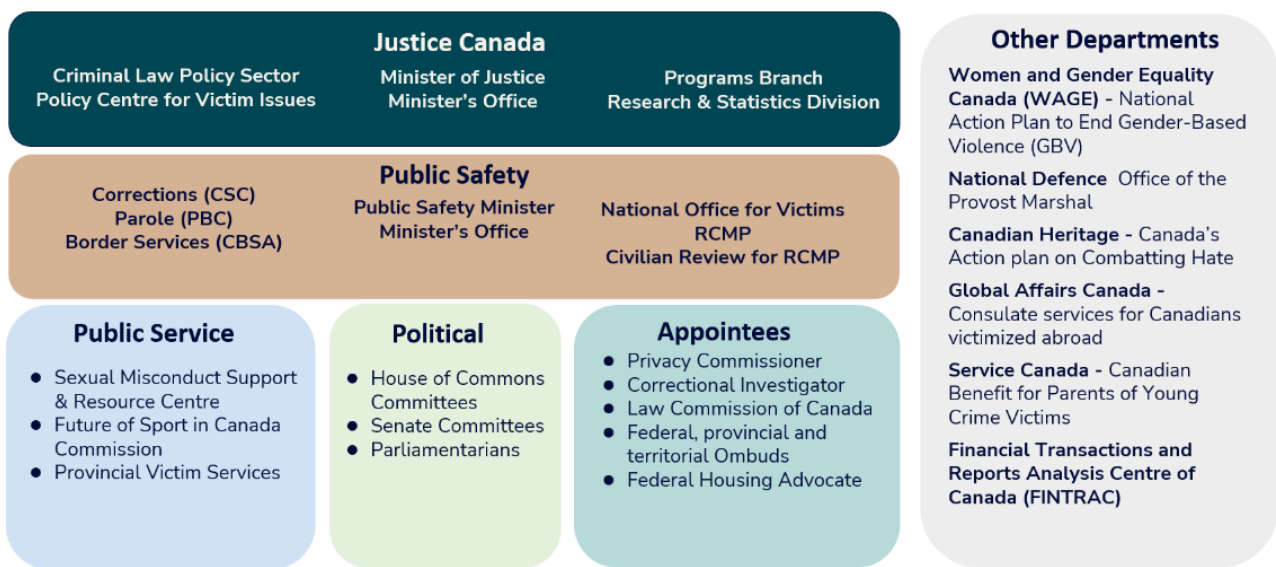 Justice Canada
Criminal Law Policy Sector
Policy Centre for Victim Issues
Minister of Justice
Minister's Office
Programs Branch
Research & Statistics Division
Public Safety
Corrections (CSC)
Parole (PBC)
Border Services (CBSA)
Public Safety Minister
Minister's Office
National Office for Victims
RCMP
Civilian Review for RCMP
Public Service
● Sexual Misconduct Support
& Resource Centre
● Future of Sport in Canada
Commission
● Provincial Victim Services
Political
● House of Commons
Committees
● Senate Committees
● Parliamentarians
Appointees
● Privacy Commissioner
● Correctional Investigator
● Law Commission of Canada
● Federal, provincial and
territorial Ombuds
● Federal Housing Advocate
Other Departments
Women and Gender Equality
Canada (WAGE) - National
Action Plan to End Gender-Based
Violence (GBV)
National Defence Office of the
Provost Marshal
Canadian Heritage - Canada's
Action plan on Combatting Hate
Global Affairs Canada -
Consulate services for Canadians
victimized abroad
Service Canada - Canadian
Benefit for Parents of Young
Crime Victims
Financial Transactions and
Reports Analysis Centre of
Canada (FINTRAC)